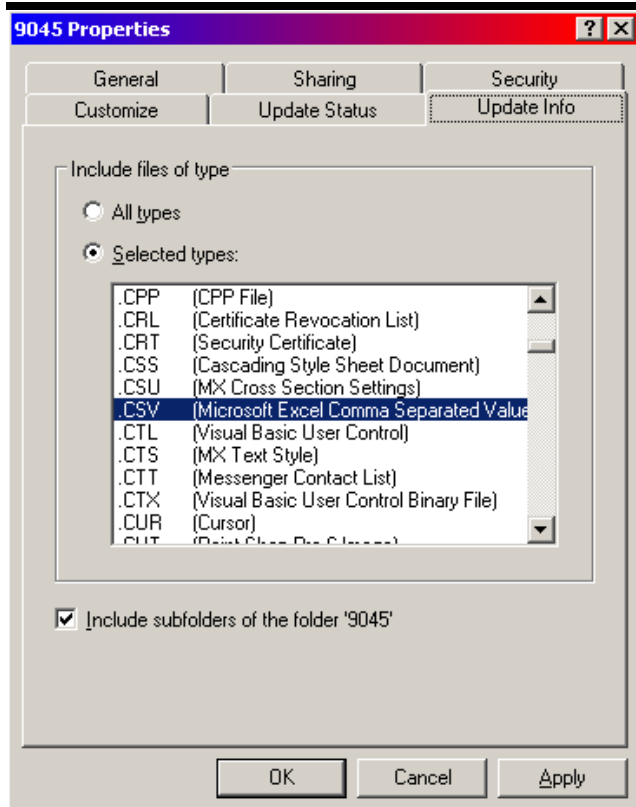 9045 Properties
General Sharing Security
Customize Update Status Update Info
Include files of type
All types
Selected types:
.CPP (CPP File)
.CRL (Certificate Revocation List)
.CRT (Security Certificate)
.CSS (Cascading Style Sheet Document)
.CSU (MX Cross Section Settings)
.CSV (Microsoft Excel Comma Separated Value
.CTL (Visual Basic User Control)
.CTS (MX Text Style)
.CTT (Messenger Contact List)
.CTX (Visual Basic User Control Binary File)
.CUR (Cursor)
Include subfolders of the folder '9045'
OK Cancel Apply